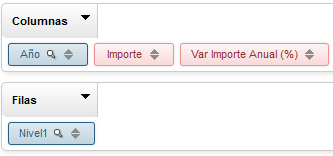 Columnas
Año Importe Var Importe Anual (%)
Filas
Nivel1